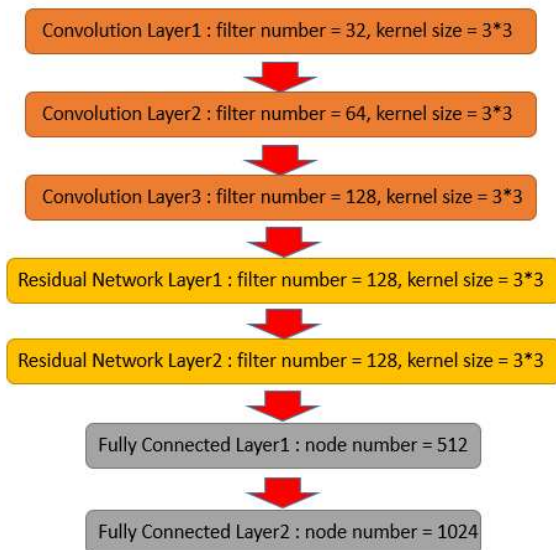 Convolution Layer1 : filter number = 32, kernel size = 3*3
Convolution Layer2 : filter number = 64, kernel size = 3*3
Convolution Layer3 : filter number = 128, kernel size = 3*3
Residual Network Layer1 : filter number = 128, kernel size = 3*3
Residual Network Layer2 : filter number = 128, kernel size = 3*3
Fully Connected Layer1 : node number = 512
Fully Connected Layer2 : node number = 1024